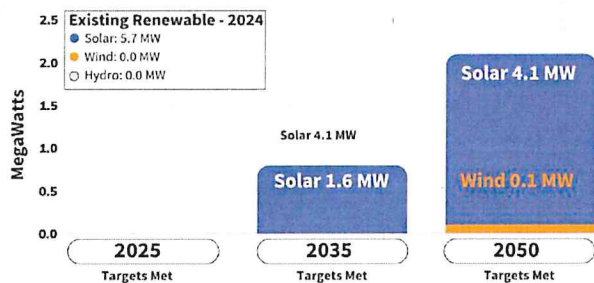 Existing Renewable - 2024
Solar: 5.7 MW
Wind: 0.0 MW
Hydro: 0.0 MW
MegaWatts
2.5
2.0
1.5
1.0
0.5
0.0
Solar 4.1 MW
Solar 1.6 MW
Solar 4.1 MW
Wind 0.1 MW
2025
2035
2050
Targets Met
Targets Met
Targets Met